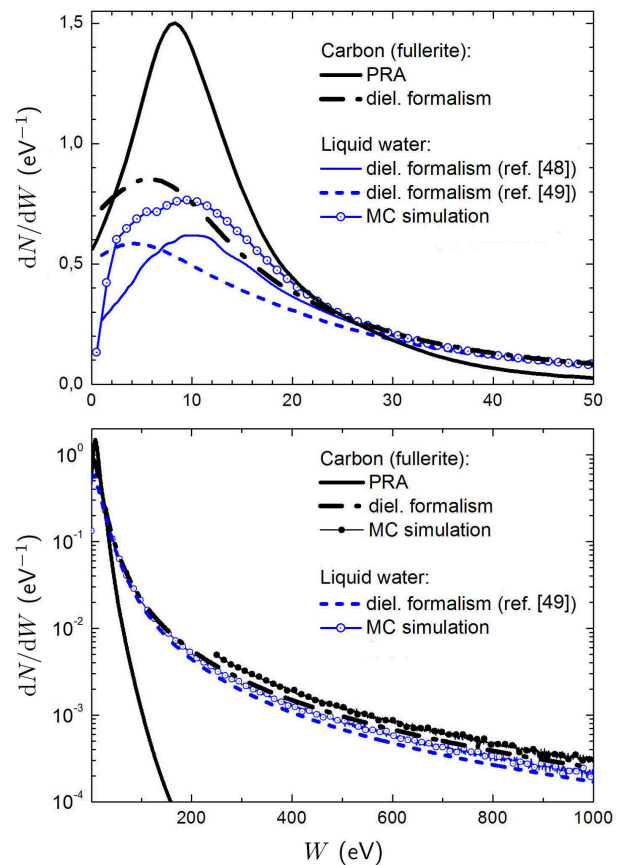 1,5
1,0
0,5
0,0
dN/dW (eV⁻¹)
Carbon (fullerite):
PRA
diel. formalism
Liquid water:
diel. formalism (ref. [48])
diel. formalism (ref. [49])
MC simulation
0 10 20 30 40 50
10⁰
10⁻¹
10⁻²
10⁻³
10⁻⁴
dN/dW (eV⁻¹)
Carbon (fullerite):
PRA
diel. formalism
MC simulation
Liquid water:
diel. formalism (ref. [49])
MC simulation
200 400 600 800 1000
W (eV)